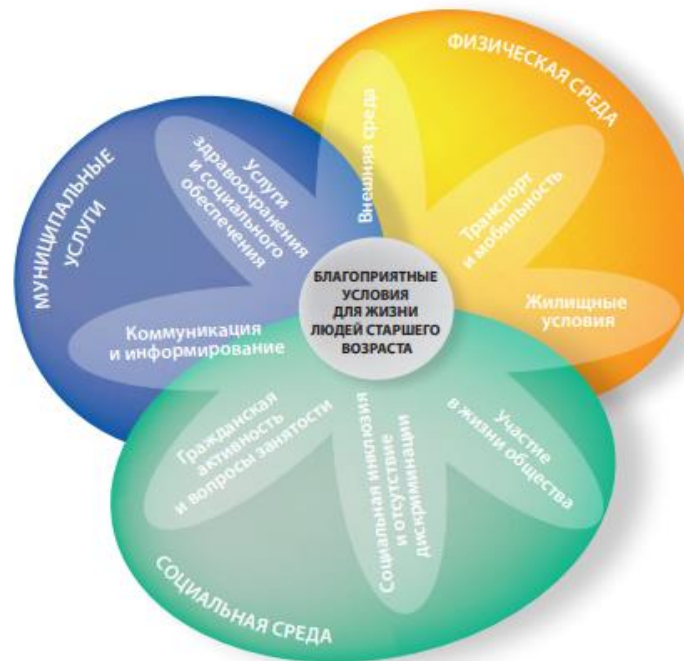 ФИЗИЧЕСКАЯ СРЕДА
Внешняя среда
Транспорт
и мобильность
Жилищные
условия
МУНИЦИПАЛЬНЫЕ
УСЛУГИ
Услуги
здравоохранения
и социального
обеспечения
Коммуникация
и информирование
БЛАГОПРИЯТНЫЕ
УСЛОВИЯ
ДЛЯ ЖИЗНИ
ЛЮДЕЙ СТАРШЕГО
ВОЗРАСТА
Гражданская
активность
и вопросы занятости
Социальная инклюзия
и отсутствие
дискриминации
Участие
в жизни общества
СОЦИАЛЬНАЯ СРЕДА